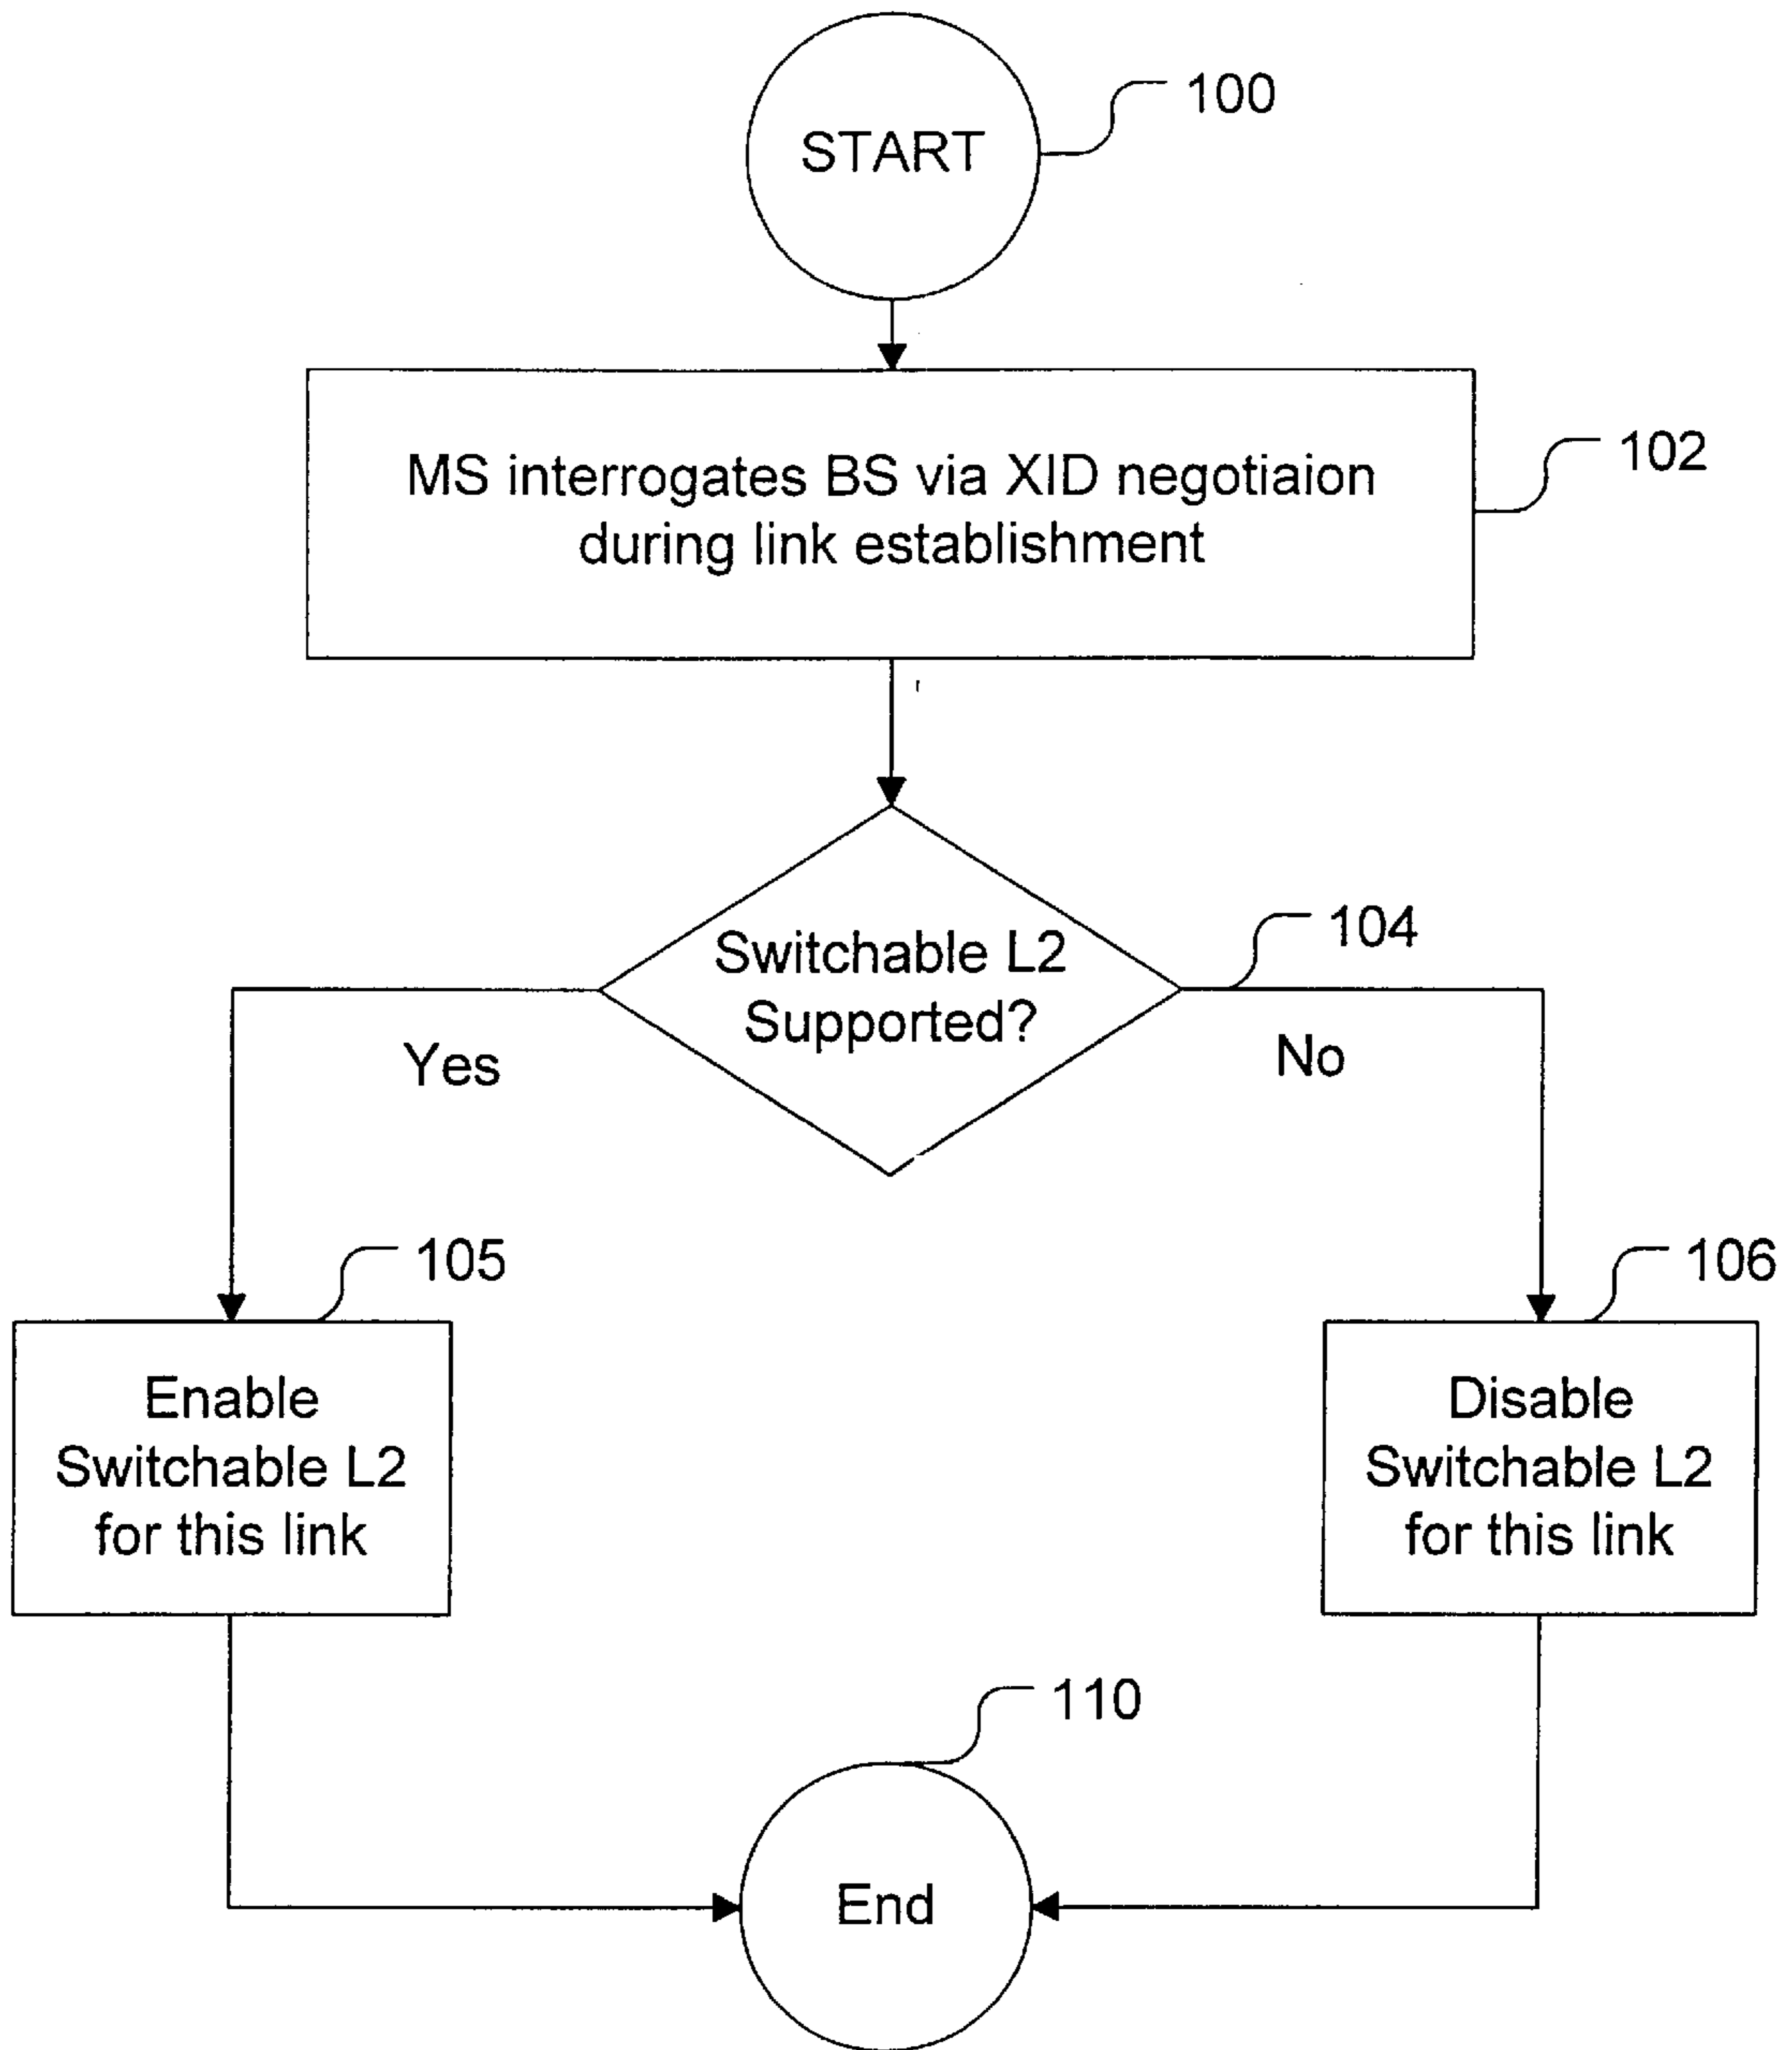 START
100
MS interrogates BS via XID negotiaion
during link establishment
102
Switchable L2
Supported?
104
Yes
No
105
106
Enable
Switchable L2
for this link
Disable
Switchable L2
for this link
110
End